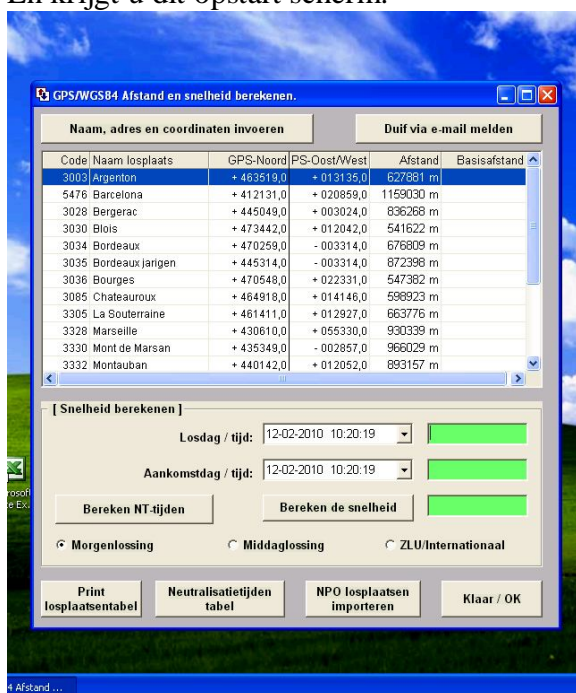 En krijgt u dit opstart scherm.
GPS/WGS84 Afstand en snelheid berekenen.
Naam, adres en coordinaten invoeren Duif via e-mail melden
Code Naam losplaats GPS-Noord PS-Oost/West Afstand Basisafstand
3003 Argenton + 463519,0 + 013135,0 627881 m
5476 Barcelona + 412131,0 + 020859,0 1159030 m
3028 Bergerac + 445049,0 + 003024,0 836268 m
3030 Blois + 473442,0 + 012042,0 541622 m
3034 Bordeaux + 470259,0 - 003314,0 676809 m
3035 Bordeaux jarigen + 445314,0 - 003314,0 872398 m
3036 Bourges + 470548,0 + 022331,0 547382 m
3085 Chateauroux + 464918,0 + 014146,0 598923 m
3305 La Souterraine + 461411,0 + 012927,0 663776 m
3328 Marseille + 430610,0 + 055330,0 930339 m
3330 Mont de Marsan + 435349,0 - 002857,0 966029 m
3332 Montauban + 440142,0 + 012052,0 893157 m
[ Snelheid berekenen ]
Losdag / tijd: 12-02-2010 10:20:19
Aankomstdag / tijd: 12-02-2010 10:20:19
Bereken NT-tijden Bereken de snelheid
Morgenlossing Middaglossing ZLU/Internationaal
Print losplaatsentabel
Neutralisatietijden tabel
NPO losplaatsen importeren
Klaar / OK
rosoft
te Ex.
4 Afstand ...